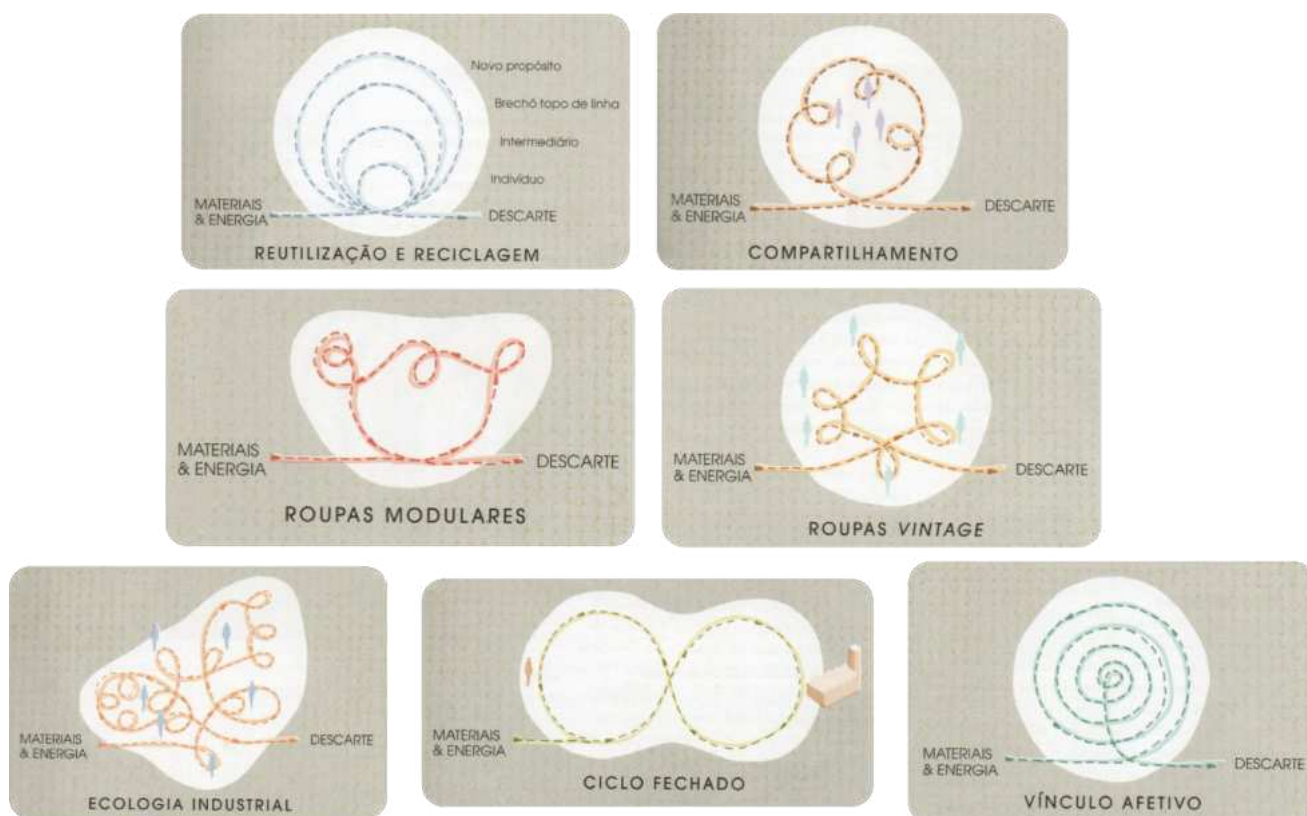 Novo propósito
Brechó topo de linha
Intermediário
Indivíduo
MATERIAIS
& ENERGIA
DESCARTE
REUTILIZAÇÃO E RECICLAGEM
MATERIAIS
& ENERGIA
DESCARTE
COMPARTILHAMENTO
MATERIAIS
& ENERGIA
DESCARTE
ROUPAS MODULARES
MATERIAIS
& ENERGIA
DESCARTE
ROUPAS VINTAGE
MATERIAIS
& ENERGIA
DESCARTE
ECOLOGIA INDUSTRIAL
MATERIAIS
& ENERGIA
CICLO FECHADO
MATERIAIS
& ENERGIA
DESCARTE
VÍNCULO AFETIVO